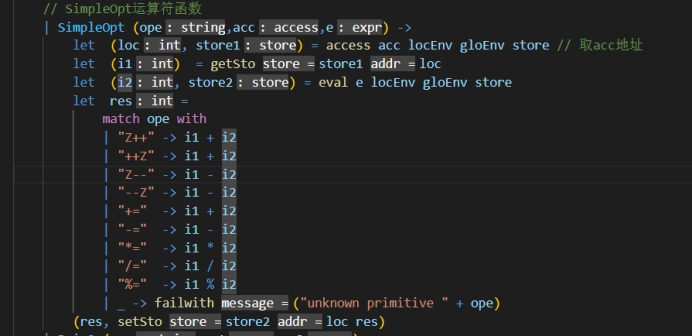 // SimpleOpt运算符函数
| SimpleOpt (ope: string,acc: access,e: expr) ->
let (loc: int, store1: store) = access acc locEnv gloEnv store // 取acc地址
let (i1: int) = getSto store = store1 addr = loc
let (i2: int, store2: store) = eval e locEnv gloEnv store
let res: int =
match ope with
| "Z++" -> i1 + i2
| "++Z" -> i1 + i2
| "Z--" -> i1 - i2
| "--Z" -> i1 - i2
| "+=" -> i1 + i2
| "-=" -> i1 - i2
| "*=" -> i1 * i2
| "/=" -> i1 / i2
| "%=" -> i1 % i2
| _ -> failwith message = ("unknown primitive " + ope)
(res, setSto store = store2 addr = loc res)